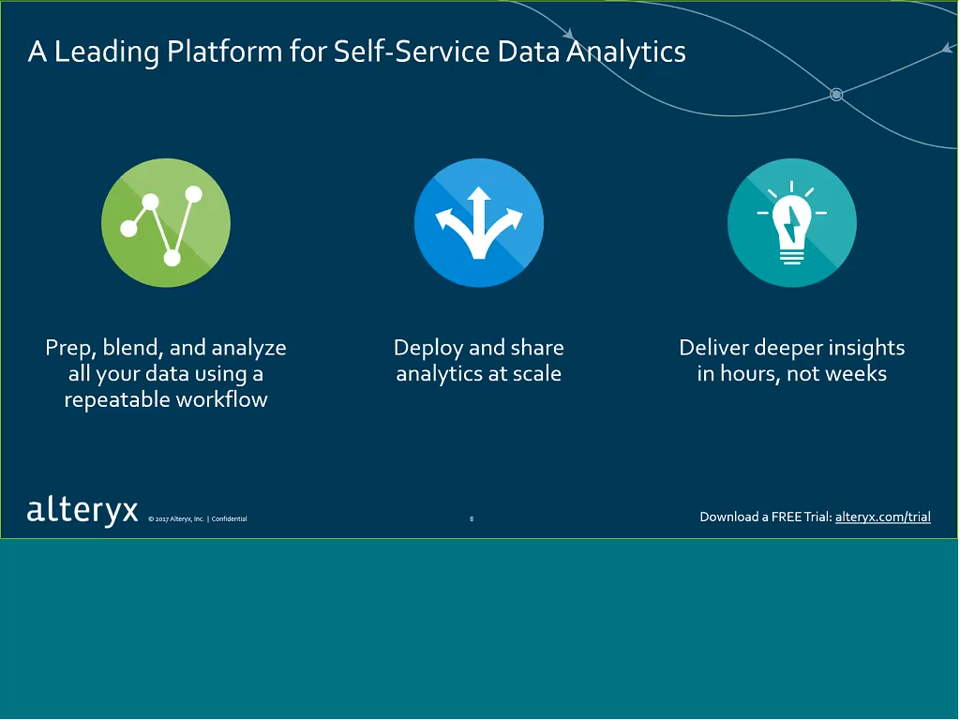 A Leading Platform for Self-Service Data Analytics
Prep, blend, and analyze
all your data using a
repeatable workflow
Deploy and share
analytics at scale
Deliver deeper insights
in hours, not weeks
alteryx
© 2017 Alteryx, Inc. | Confidential
8
Download a FREE Trial: alteryx.com/trial